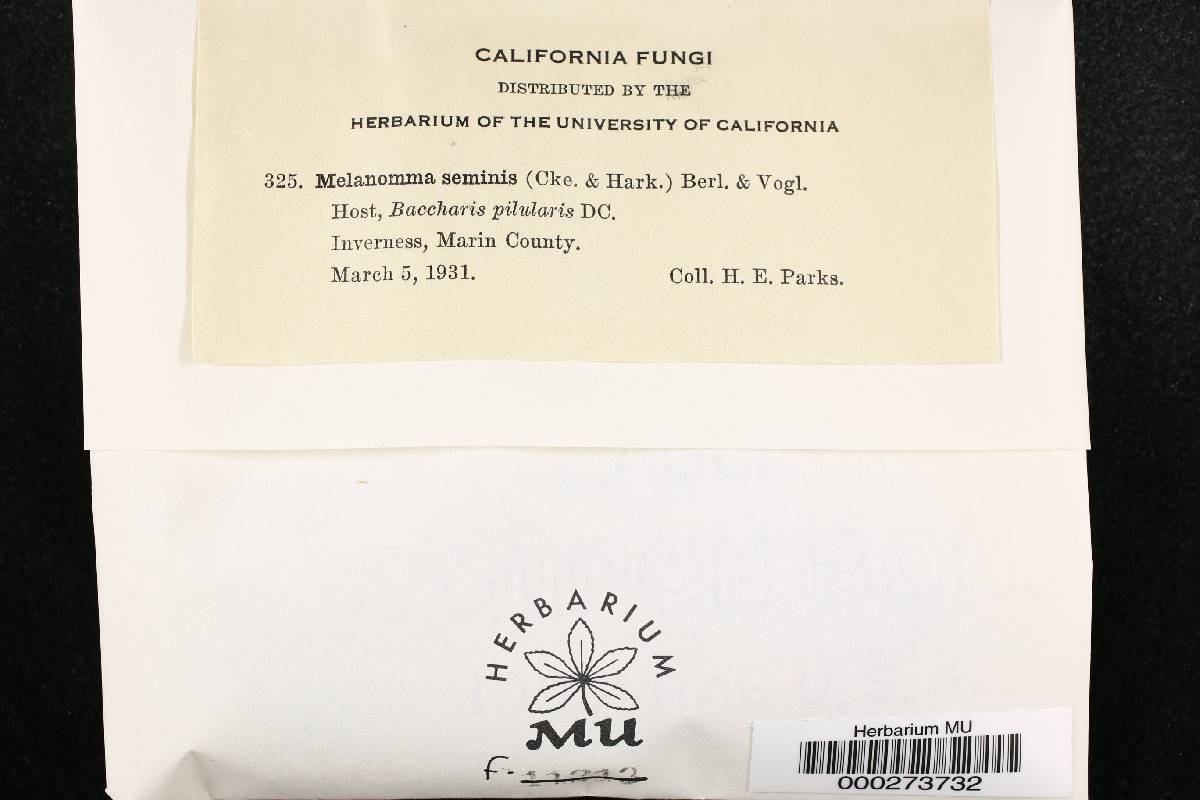 CALIFORNIA FUNGI
DISTRIBUTED BY THE
HERBARIUM OF THE UNIVERSITY OF CALIFORNIA
325. Melanomma seminis (Cke. & Hark.) Berl. & Vogl.
Host, Baccharis pilularis DC.
Inverness, Marin County.
March 5, 1931. Coll. H. E. Parks.
HERBARIUM
MU
f-
Herbarium MU
000273732